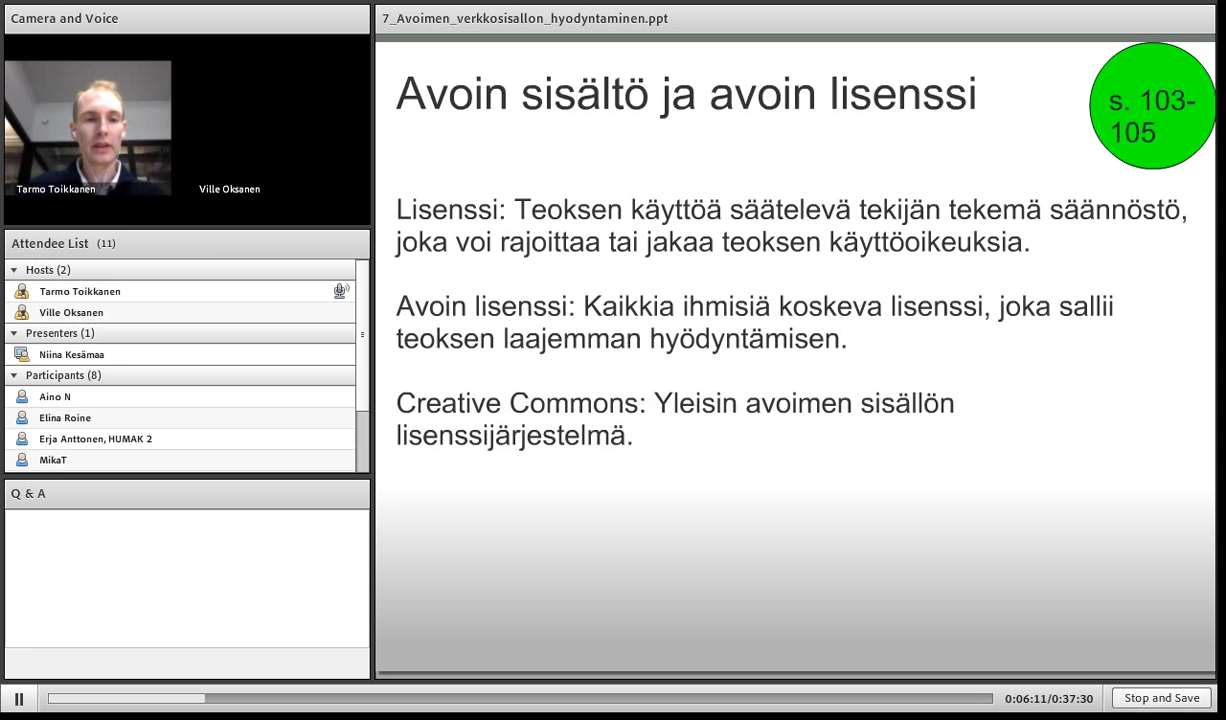 Camera and Voice
Tarmo Toikkanen
Ville Oksanen
Attendee List (11)
Hosts (2)
Tarmo Toikkanen
Ville Oksanen
Presenters (1)
Niina Kesämaa
Participants (8)
Aino N
Elina Roine
Erja Anttonen, HUMAK 2
MikaT
Q & A
7_Avoimen_verkkosisallon_hyodyntaminen.ppt
Avoin sisältö ja avoin lisenssi
s. 103-
105
Lisenssi: Teoksen käyttöä säätelevä tekijän tekemä säännöstö,
joka voi rajoittaa tai jakaa teoksen käyttöoikeuksia.
Avoin lisenssi: Kaikkia ihmisiä koskeva lisenssi, joka sallii
teoksen laajemman hyödyntämisen.
Creative Commons: Yleisin avoimen sisällön
lisenssijärjestelmä.
0:06:11/0:37:30
Stop and Save